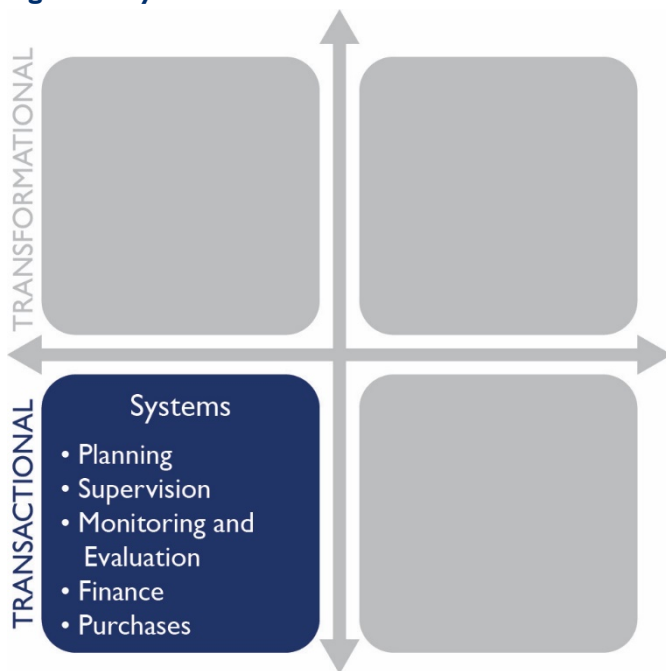 TRANSFORMATIONAL
TRANSACTIONAL
Systems
• Planning
• Supervision
• Monitoring and
Evaluation
• Finance
• Purchases